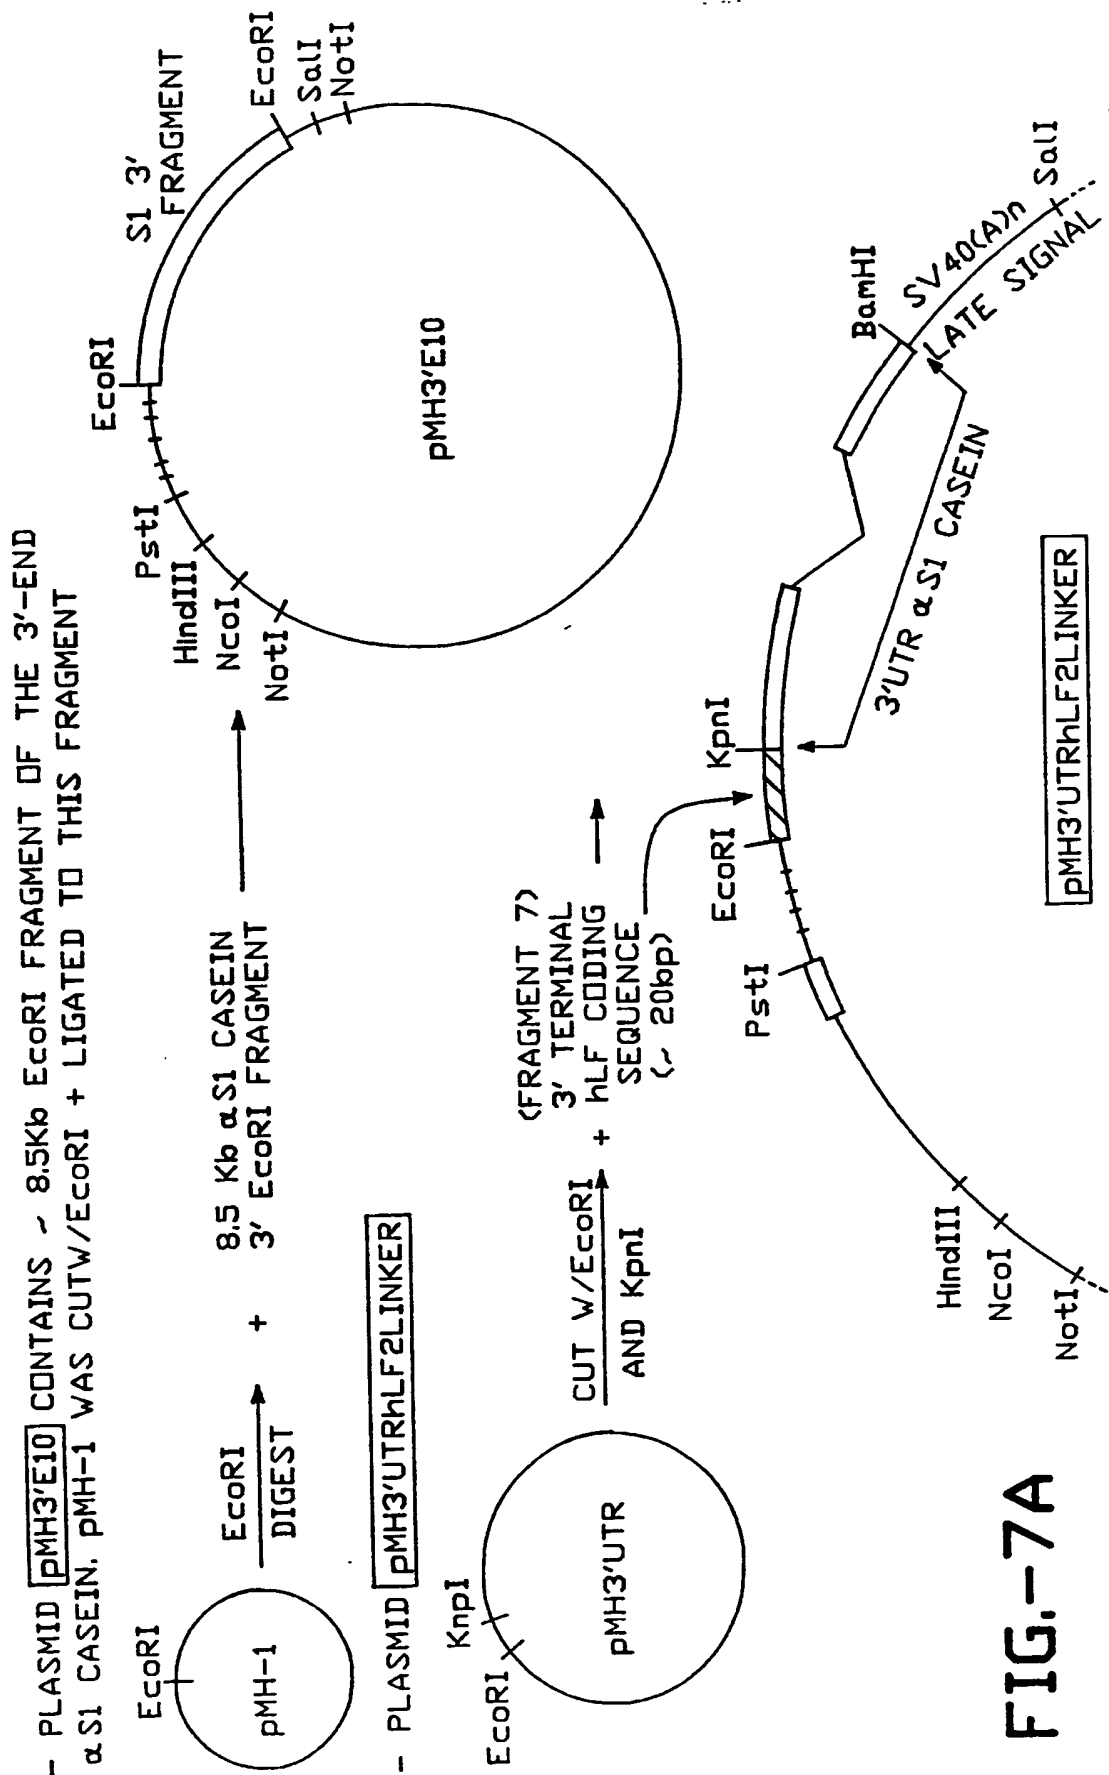 - PLASMID pMH3'E10 CONTAINS ~ 8.5Kb EcoRI FRAGMENT OF THE 3'-END
αS1 CASEIN. pMH-1 WAS CUTW/EcoRI + LIGATED TO THIS FRAGMENT
EcoRI
pMH-1
EcoRI
DIGEST
+
8.5 Kb αS1 CASEIN
3' EcoRI FRAGMENT
NotI
NcoI
HindIII
PstI
EcoRI
S1 3'
FRAGMENT
EcoRI
SalI
NotI
pMH3'E10
- PLASMID pMH3'UTRhLF2LINKER
KnpI
EcoRI
pMH3'UTR
CUT W/EcoRI
AND KpnI
+
(FRAGMENT 7)
3' TERMINAL
hLF CODING
SEQUENCE
(~ 20bp)
NotI
NcoI
HindIII
PstI
EcoRI
KpnI
BamHI
SV40(A)n
LATE SIGNAL
SalI
3'UTR αS1 CASEIN
pMH3'UTRhLF2LINKER
FIG.-7A